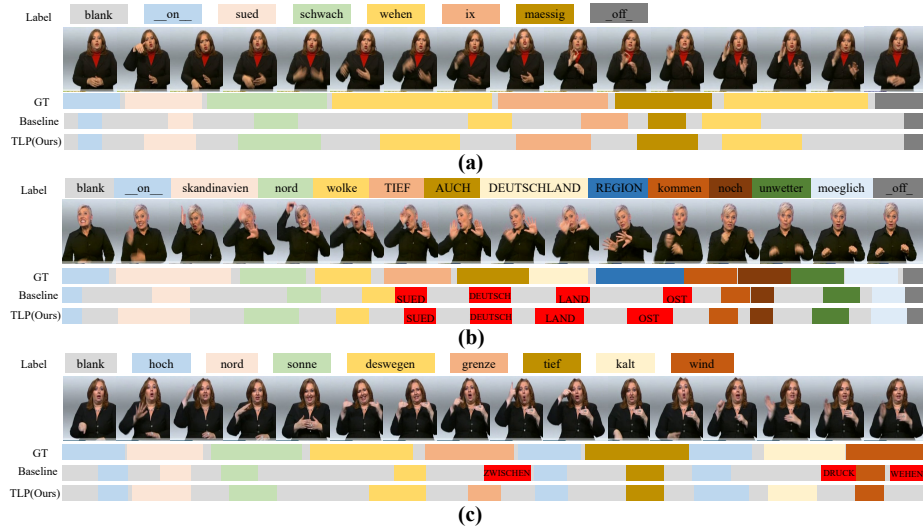 Label blank __on__ sued schwach wehen ix maessig _off_
GT
Baseline
TLP(Ours)
(a)
Label blank __on__ skandinavien nord wolke TIEF AUCH DEUTSCHLAND REGION kommen noch unwetter moeglich _off_
GT
Baseline SUED DEUTSCH LAND OST
TLP(Ours) SUED DEUTSCH LAND OST
(b)
Label blank hoch nord sonne deswegen grenze tief kalt wind
GT
Baseline ZWISCHEN DRUCK WEHEN
TLP(Ours)
(c)